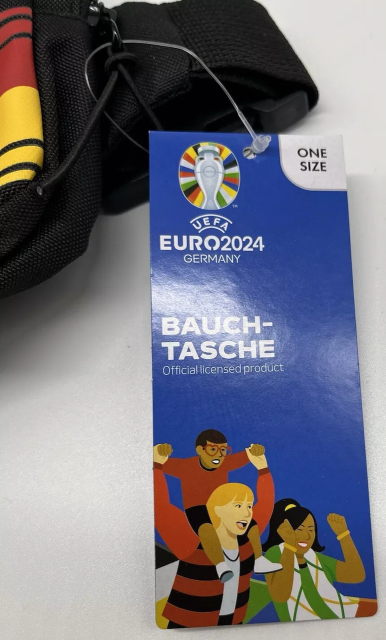 ONE
SIZE
UEFA
EURO2024
GERMANY
BAUCH-
TASCHE
Official licensed product